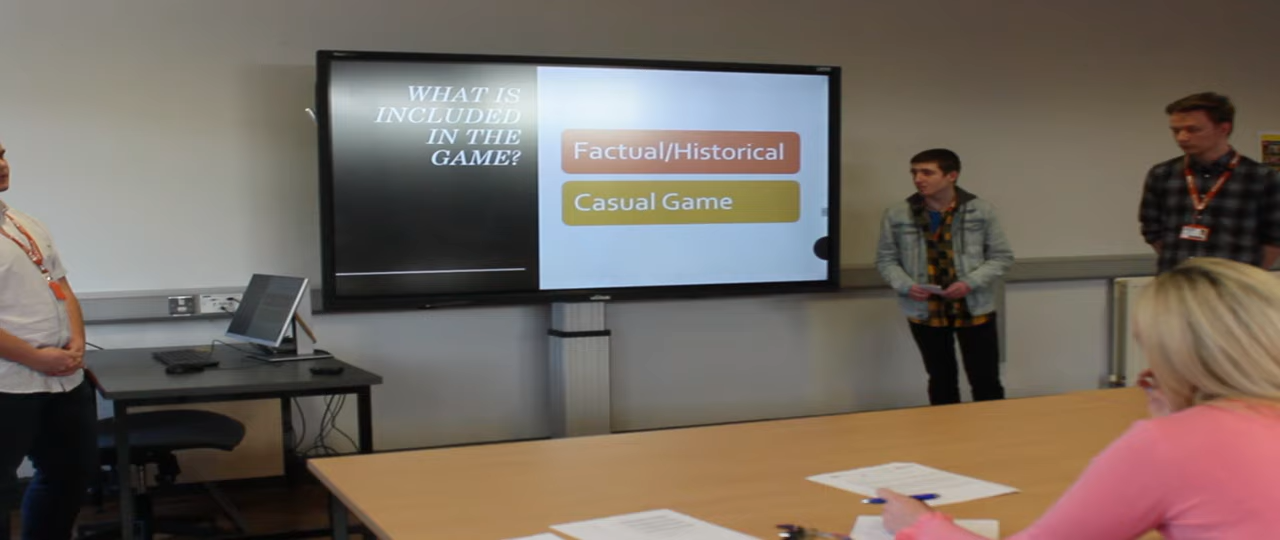 WHAT IS
INCLUDED
IN THE
GAME?
Factual/Historical
Casual Game